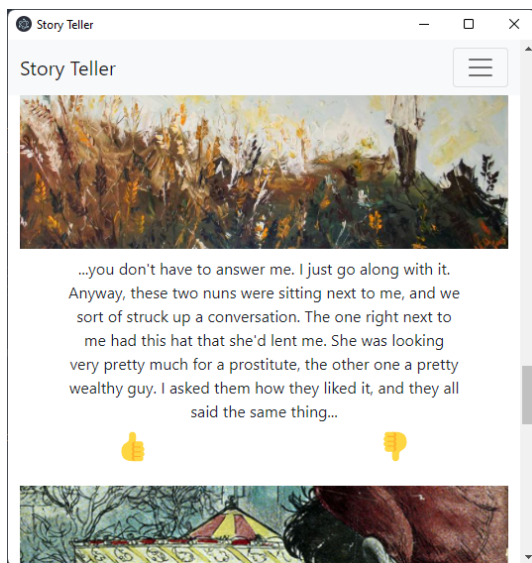 Story Teller
Story Teller
...you don't have to answer me. I just go along with it.
Anyway, these two nuns were sitting next to me, and we
sort of struck up a conversation. The one right next to
me had this hat that she'd lent me. She was looking
very pretty much for a prostitute, the other one a pretty
wealthy guy. I asked them how they liked it, and they all
said the same thing...